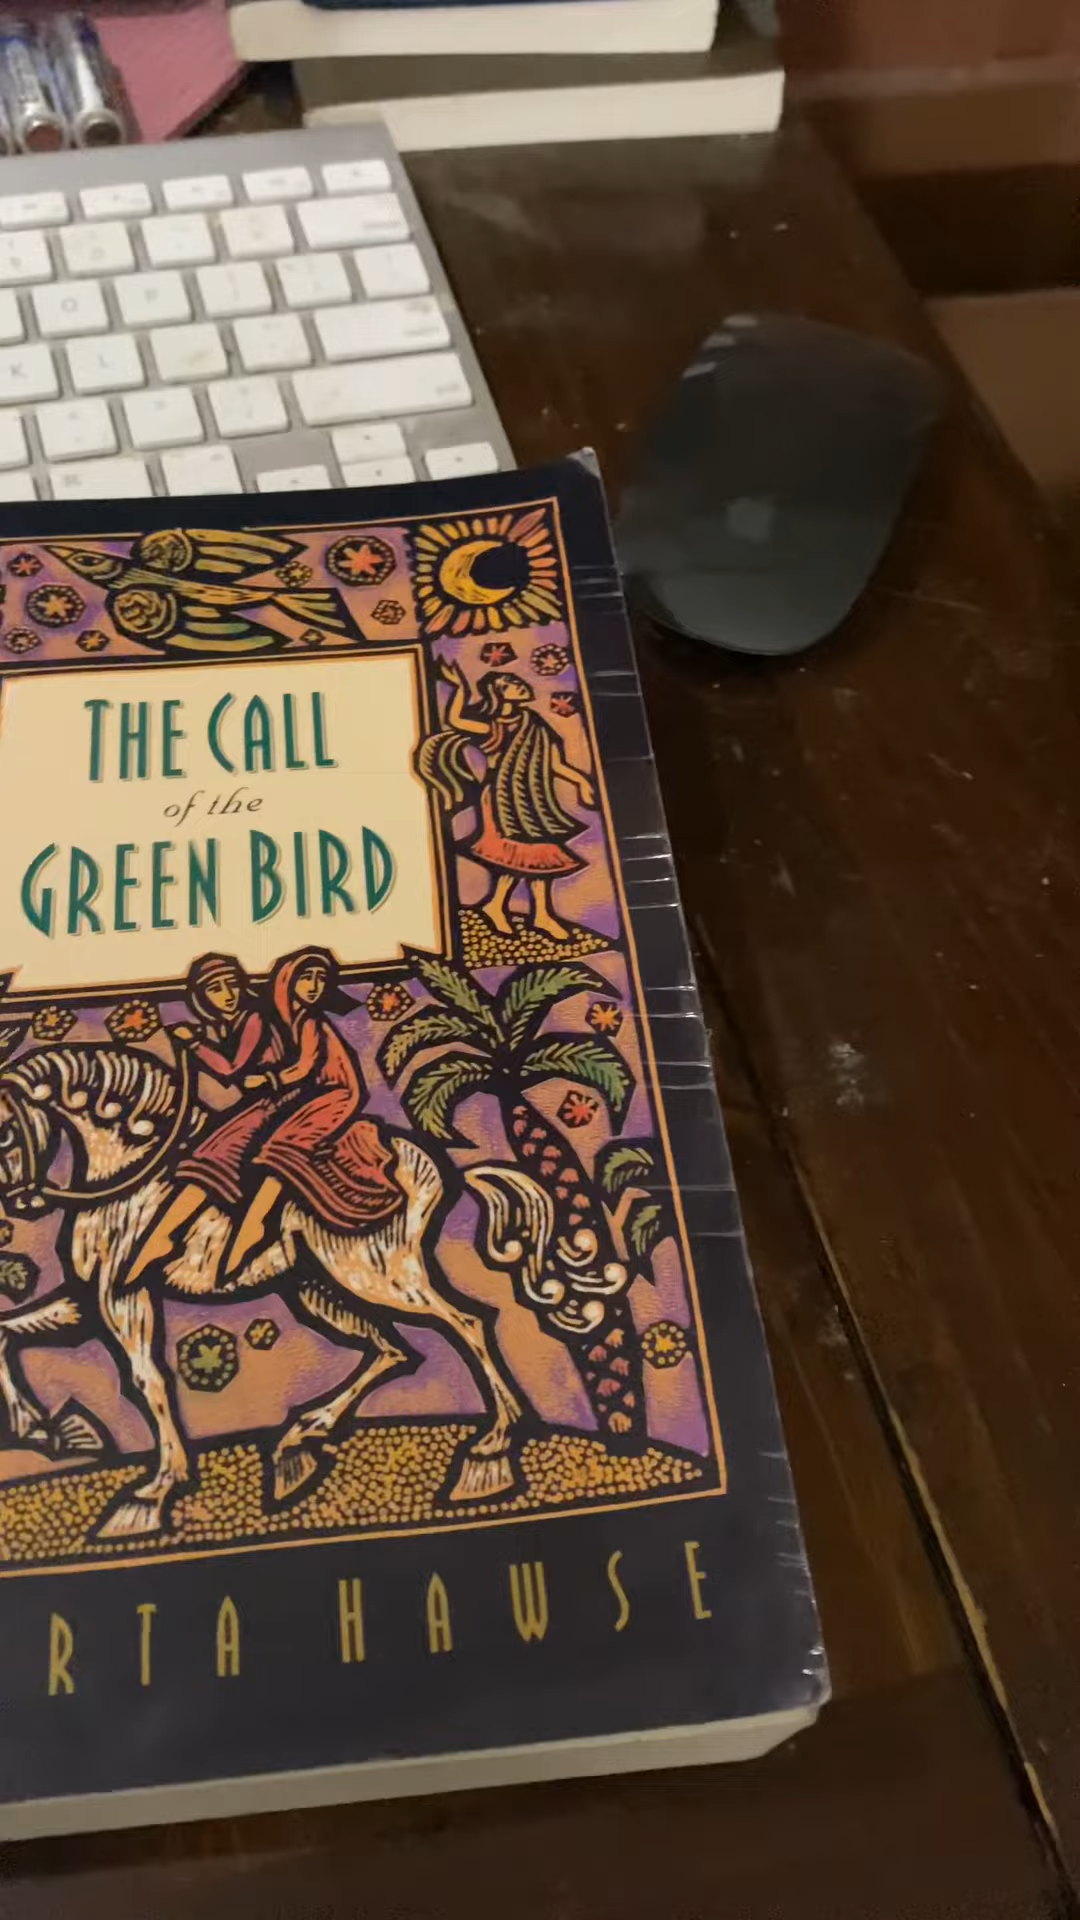 THE CALL
of the
GREEN BIRD
RTA HAWSE
O P
K L